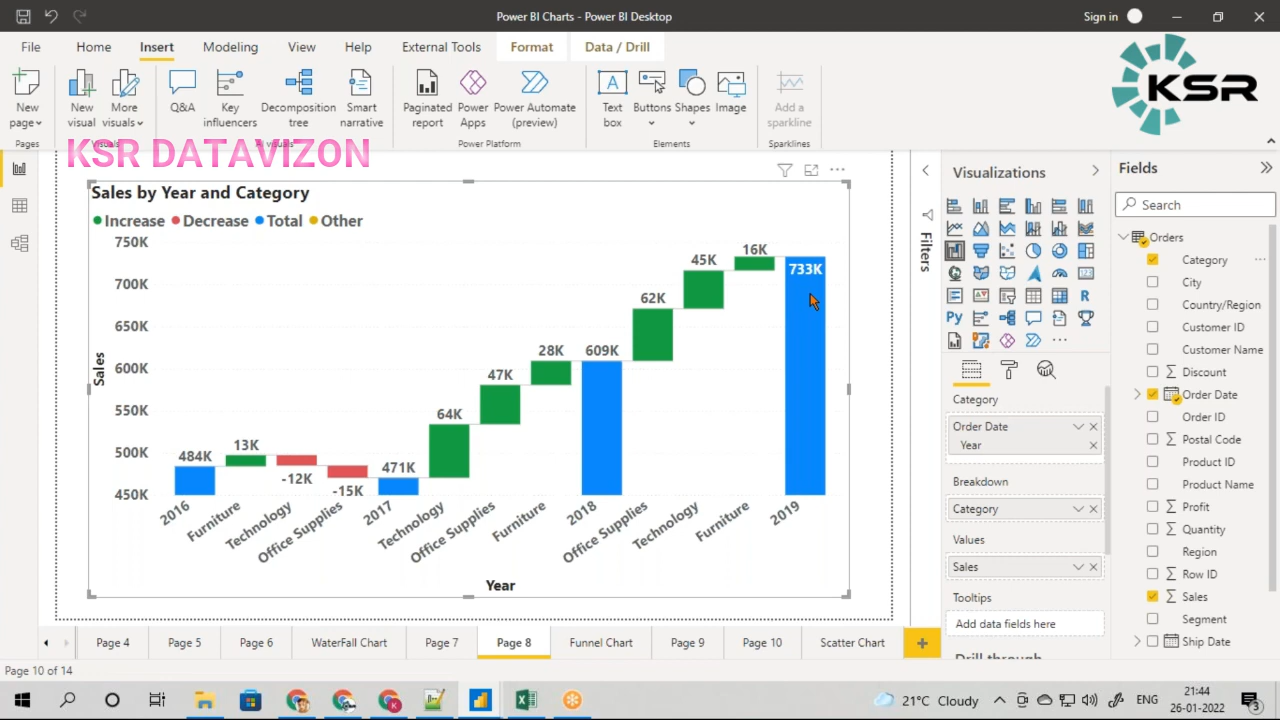 Power BI Charts - Power BI Desktop
Sign in
File
Home
Insert
Modeling
View
Help
External Tools
Format
Data / Drill
New page
New visual
More visuals
Q&A
Key influencers
Decomposition tree
Smart narrative
Paginated report
Power Apps
Power Automate (preview)
Text box
Buttons
Shapes
Image
Add a sparkline
Pages
Power Platform
Elements
Sparklines
KSR
KSR DATAVIZON
Sales by Year and Category
Increase
Decrease
Total
Other
750K
700K
650K
600K
550K
500K
450K
Sales
484K
13K
-12K
-15K
471K
64K
47K
28K
609K
62K
45K
16K
733K
2016
Furniture
Technology
Office Supplies
2017
Technology
Office Supplies
Furniture
2018
Office Supplies
Technology
Furniture
2019
Year
Filters
Visualizations
R
Py
Category
Order Date
Year
Breakdown
Category
Values
Sales
Tooltips
Add data fields here
Drill through
Fields
Search
Orders
Category
City
Country/Region
Customer ID
Customer Name
Discount
Order Date
Order ID
Postal Code
Product ID
Product Name
Profit
Quantity
Region
Row ID
Sales
Segment
Ship Date
Page 4
Page 5
Page 6
WaterFall Chart
Page 7
Page 8
Funnel Chart
Page 9
Page 10
Scatter Chart
Page 10 of 14
21°C Cloudy
ENG
21:44
26-01-2022
3